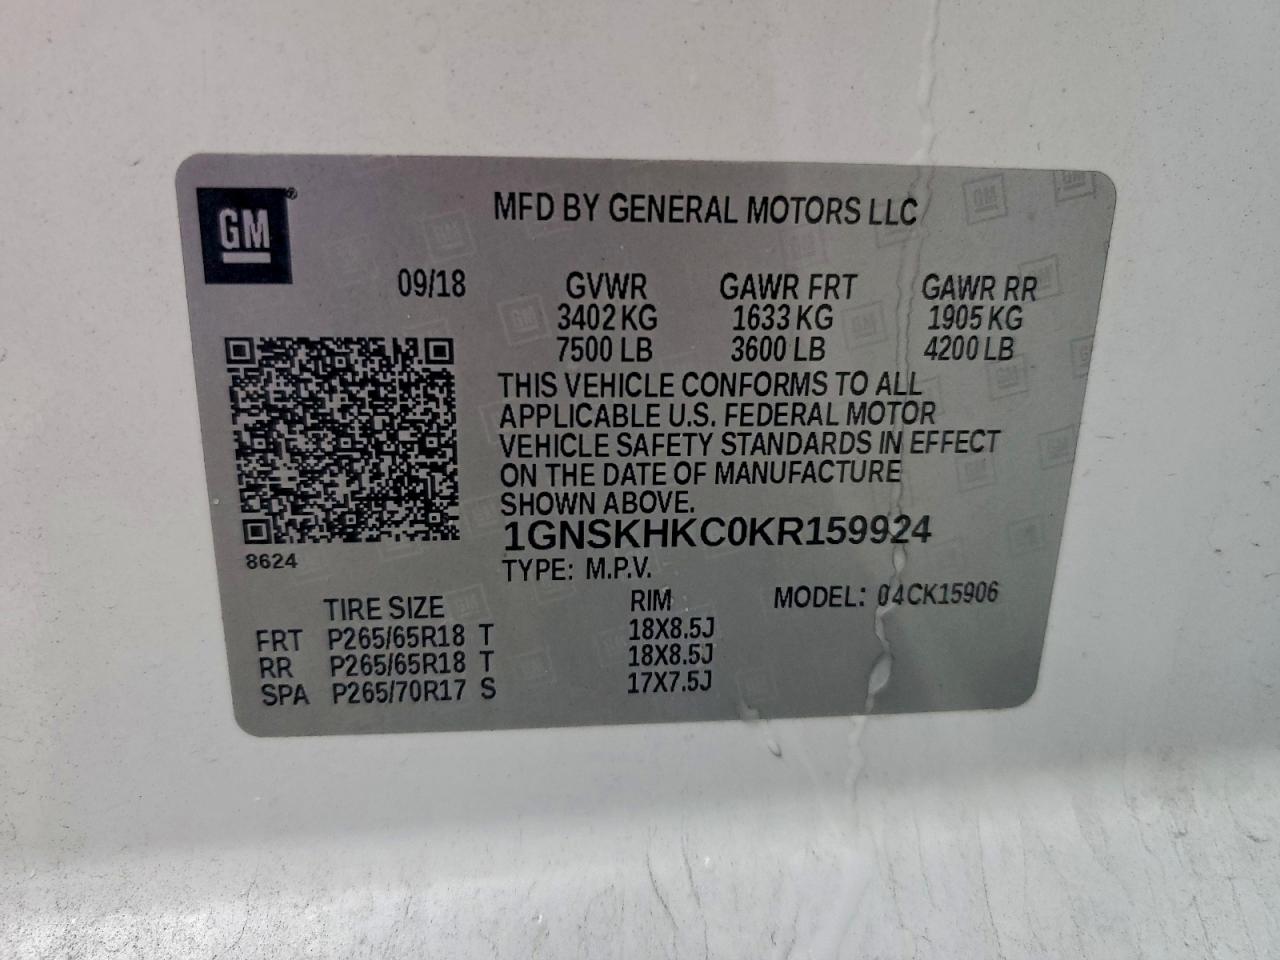 GM®
MFD BY GENERAL MOTORS LLC
09/18 GVWR GAWR FRT GAWR RR
3402 KG 1633 KG 1905 KG
7500 LB 3600 LB 4200 LB
THIS VEHICLE CONFORMS TO ALL
APPLICABLE U.S. FEDERAL MOTOR
VEHICLE SAFETY STANDARDS IN EFFECT
ON THE DATE OF MANUFACTURE
SHOWN ABOVE.
1GNSKHKC0KR159924
8624
TYPE: M.P.V.
TIRE SIZE RIM MODEL: 04CK15906
FRT P265/65R18 T 18X8.5J
RR P265/65R18 T 18X8.5J
SPA P265/70R17 S 17X7.5J